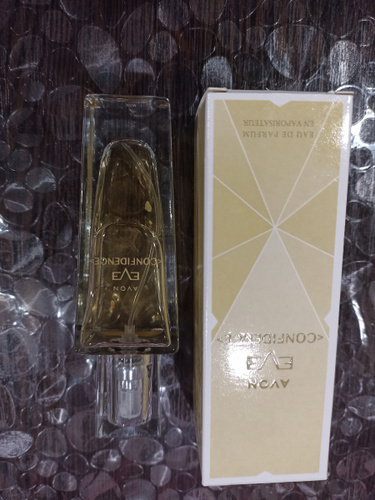 AVON
EVE
<CONFIDENCE>
AVON
EVE
<CONFIDENCE>
EAU DE PARFUM
EN VAPORISATEUR